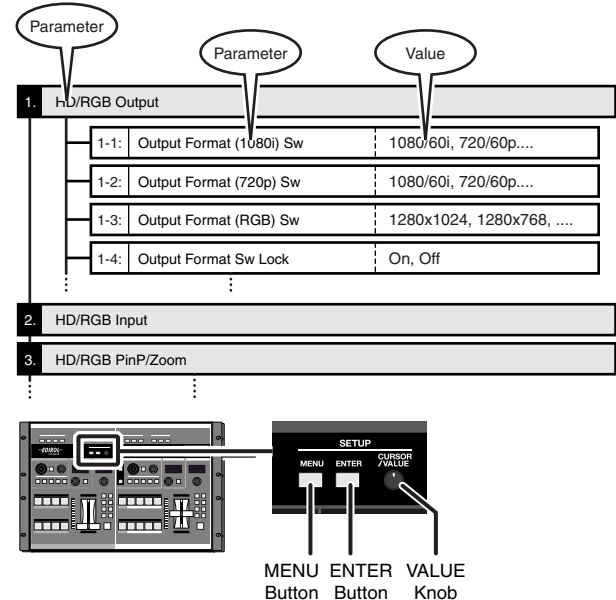 Parameter
Parameter
Value
1. HD/RGB Output
1-1: Output Format (1080i) Sw 1080/60i, 720/60p....
1-2: Output Format (720p) Sw 1080/60i, 720/60p....
1-3: Output Format (RGB) Sw 1280x1024, 1280x768, ....
1-4: Output Format Sw Lock On, Off
2. HD/RGB Input
3. HD/RGB PinP/Zoom
EDIROL
SETUP
MENU ENTER CURSOR
/VALUE
MENU ENTER VALUE
Button Button Knob